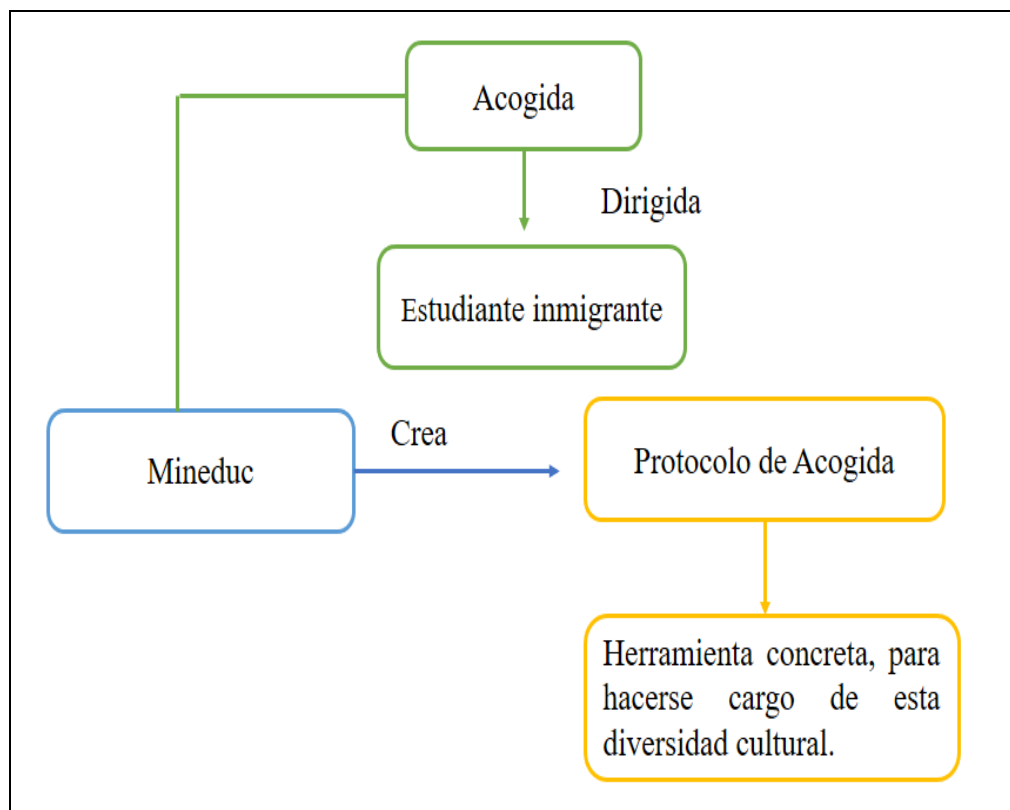 Acogida
Dirigida
Estudiante inmigrante
Crea
Mineduc
Protocolo de Acogida
Herramienta concreta, para
hacerse cargo de esta
diversidad cultural.